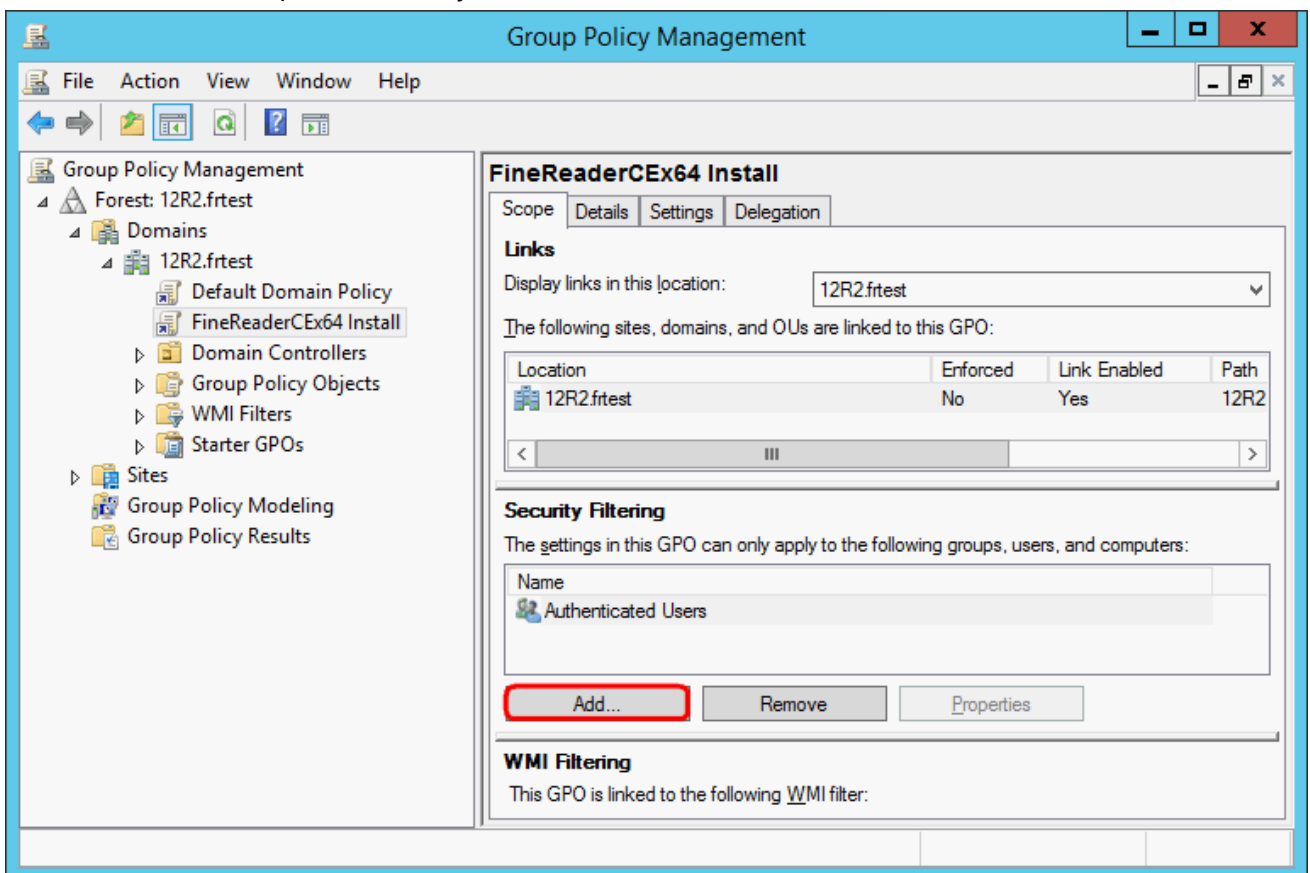 Group Policy Management
File Action View Window Help
Group Policy Management
Forest: 12R2.frtest
Domains
12R2.frtest
Default Domain Policy
FineReaderCEx64 Install
Domain Controllers
Group Policy Objects
WMI Filters
Starter GPOs
Sites
Group Policy Modeling
Group Policy Results
FineReaderCEx64 Install
Scope Details Settings Delegation
Links
Display links in this location: 12R2.frtest
The following sites, domains, and OUs are linked to this GPO:
Location Enforced Link Enabled Path
12R2.frtest No Yes 12R2
Security Filtering
The settings in this GPO can only apply to the following groups, users, and computers:
Name
Authenticated Users
Add... Remove Properties
WMI Filtering
This GPO is linked to the following WMI filter: